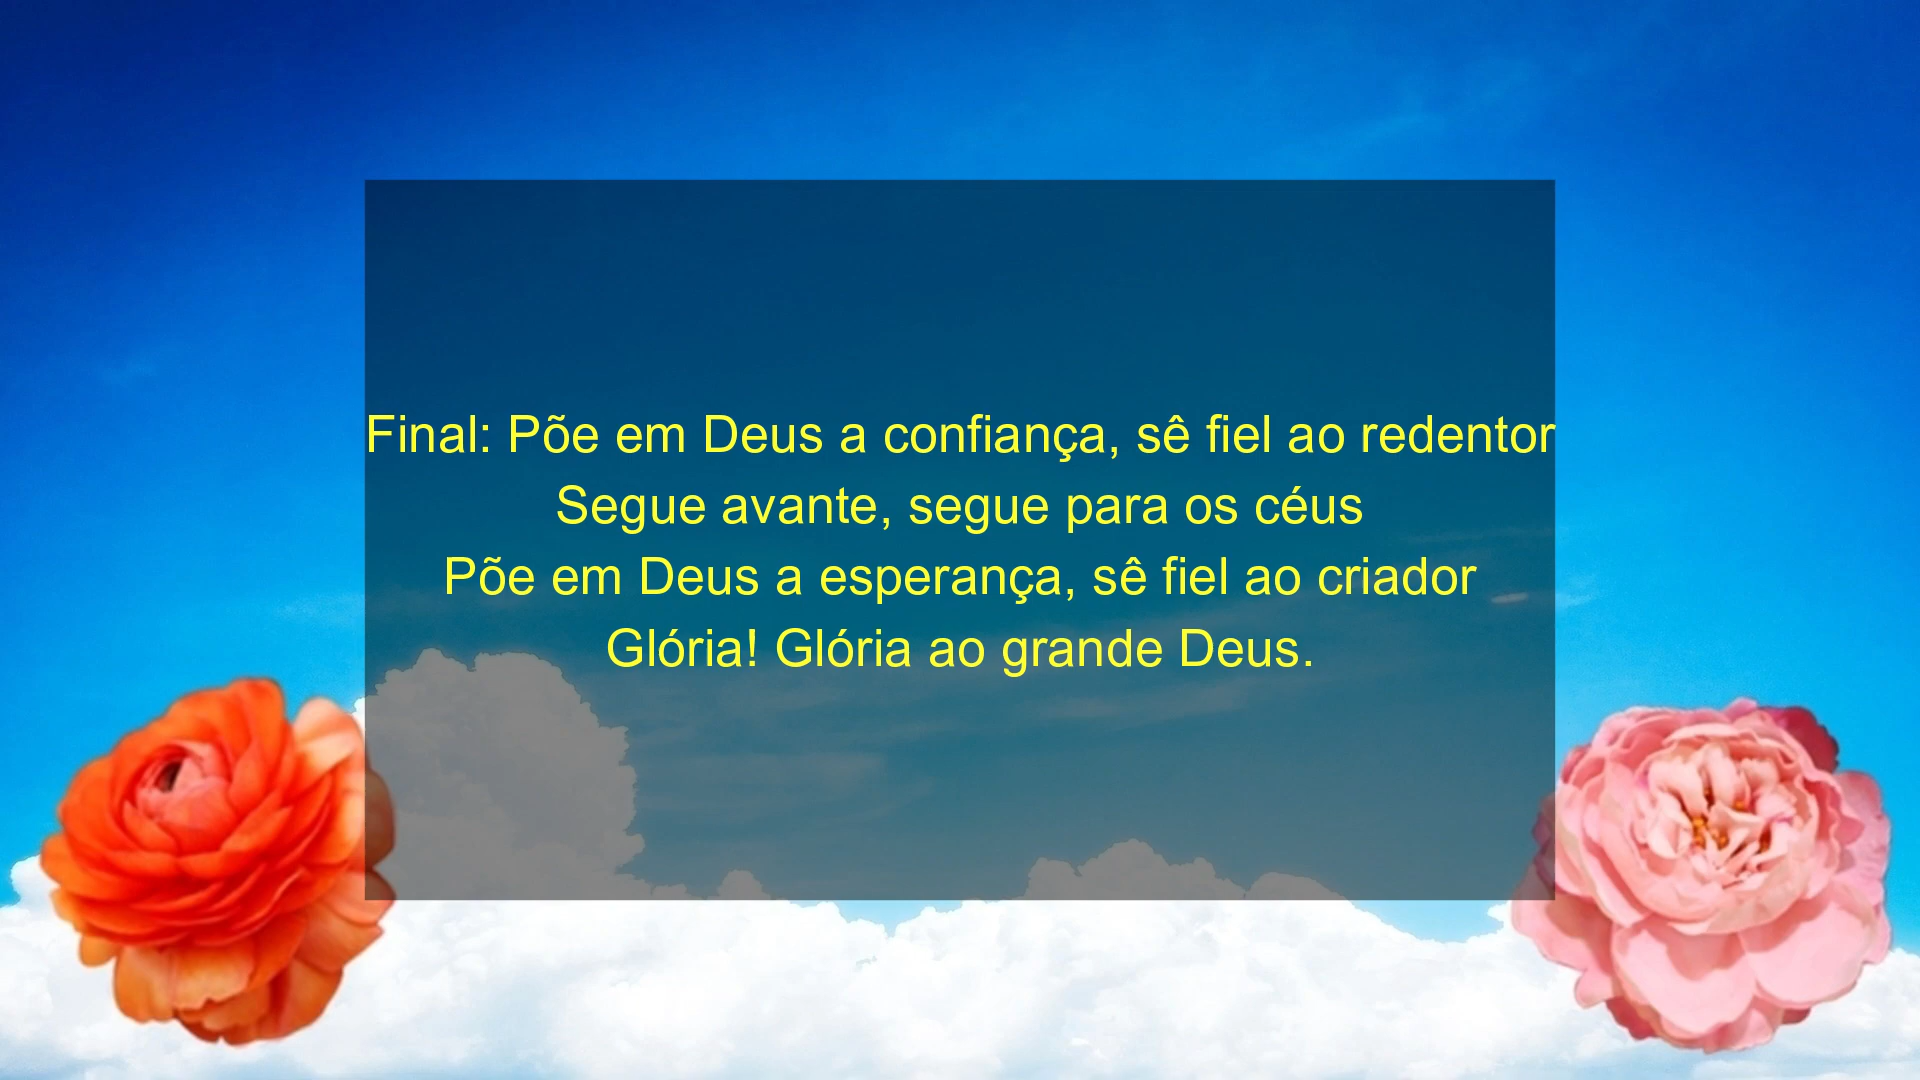 Final: Põe em Deus a confiança, sê fiel ao redentor
Segue avante, segue para os céus
Põe em Deus a esperança, sê fiel ao criador
Glória! Glória ao grande Deus.